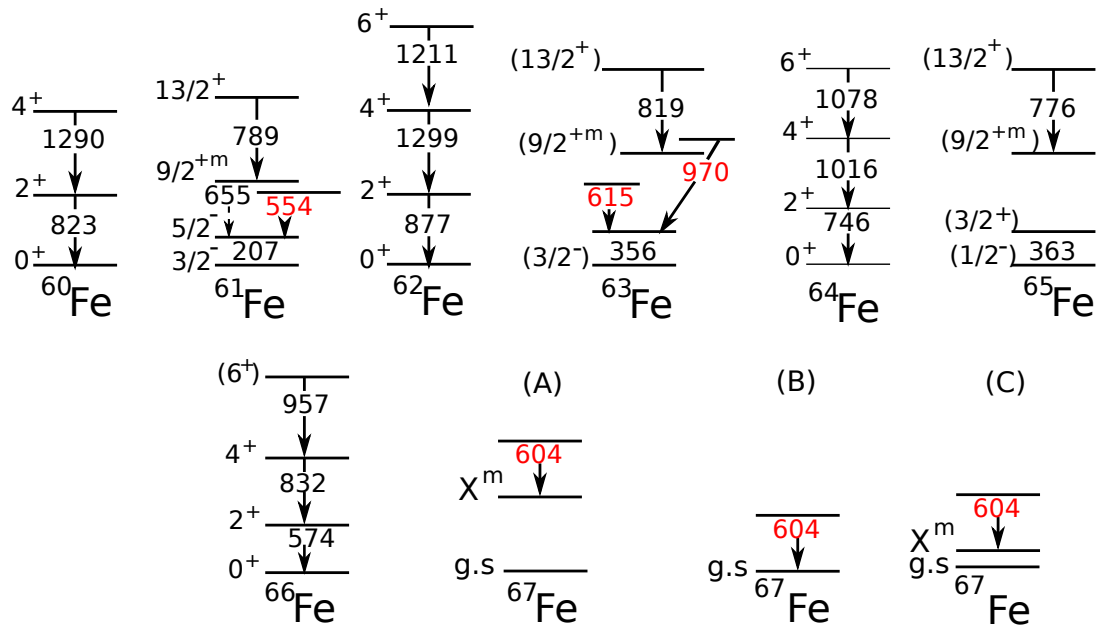 4+
1290
2+
823
0+
60Fe
13/2+
789
9/2+m
655
554
5/2-
207
3/2-
61Fe
6+
1211
4+
1299
2+
877
0+
62Fe
(13/2+)
819
(9/2+m)
970
615
356
(3/2-)
63Fe
6+
1078
4+
1016
2+
746
0+
64Fe
(13/2+)
776
(9/2+m)
(3/2+)
363
(1/2-)
65Fe
(6+)
957
4+
832
2+
574
0+
66Fe
(A)
604
Xm
g.s
67Fe
(B)
604
g.s
67Fe
(C)
604
Xm
g.s
67Fe